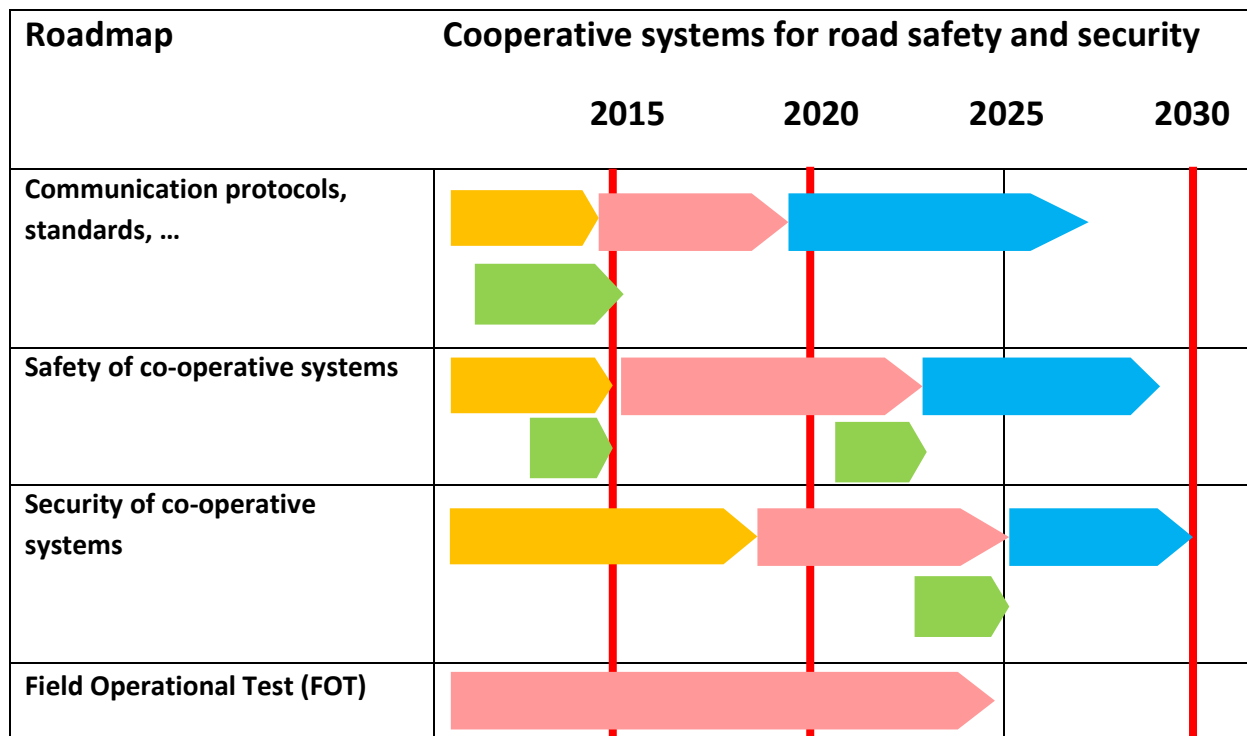 Roadmap Cooperative systems for road safety and security
2015 2020 2025 2030
Communication protocols,
standards, …
Safety of co-operative systems
Security of co-operative
systems
Field Operational Test (FOT)